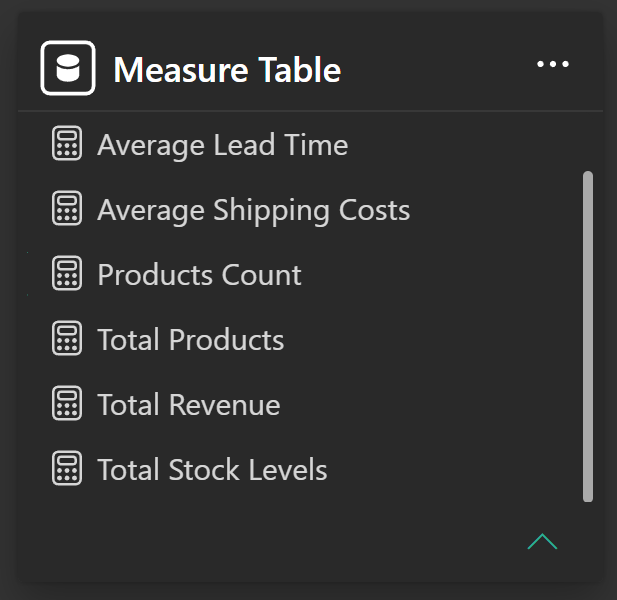 Measure Table
Average Lead Time
Average Shipping Costs
Products Count
Total Products
Total Revenue
Total Stock Levels